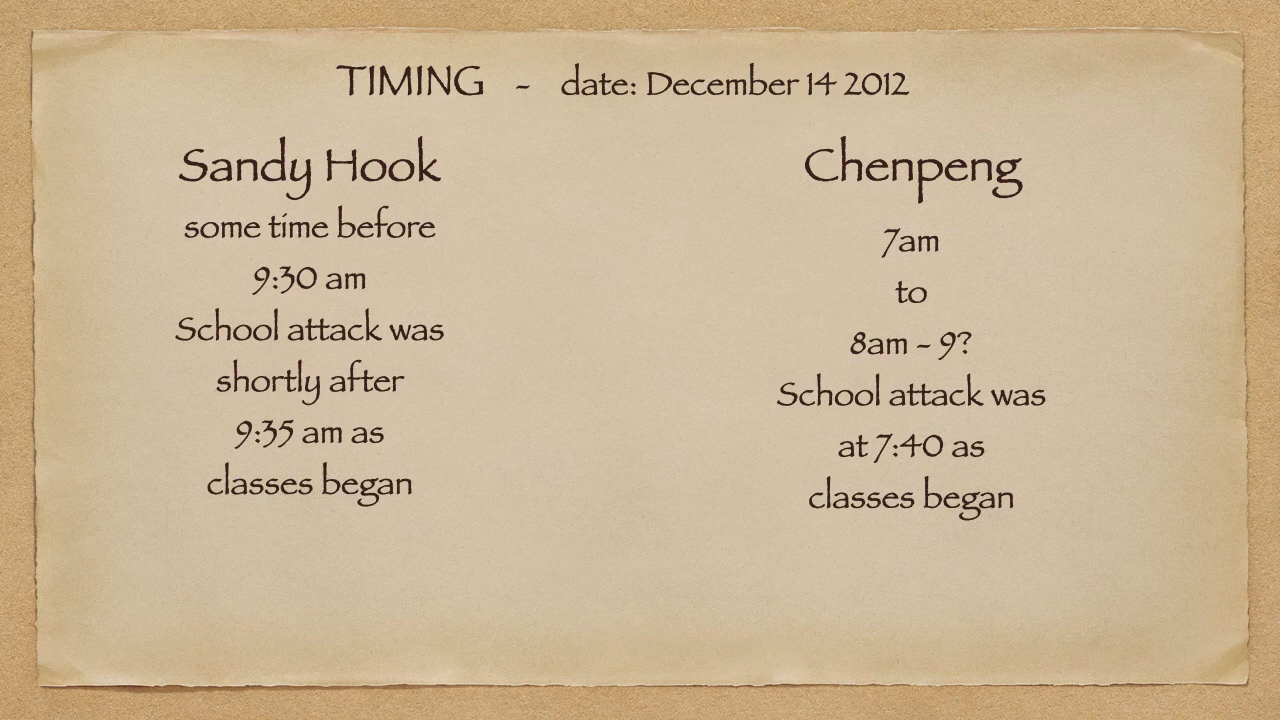 TIMING - date: December 14 2012
Sandy Hook
some time before
9:30 am
School attack was
shortly after
9:35 am as
classes began
Chenpeng
7am
to
8am – 9?
School attack was
at 7:40 as
classes began